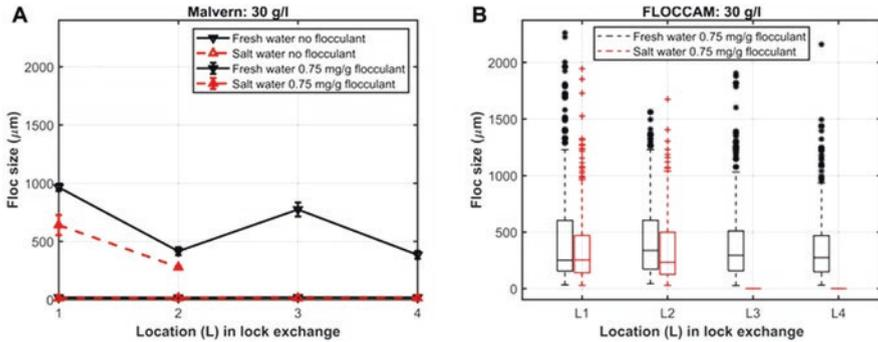 A
Malvern: 30 g/l
Fresh water no flocculant
Salt water no flocculant
Fresh water 0.75 mg/g flocculant
Salt water 0.75 mg/g flocculant
Floc size (μm)
2000
1500
1000
500
0
1 2 3 4
Location (L) in lock exchange
B
FLOCCAM: 30 g/l
Fresh water 0.75 mg/g flocculant
Salt water 0.75 mg/g flocculant
Floc size (μm)
2000
1500
1000
500
0
L1 L2 L3 L4
Location (L) in lock exchange